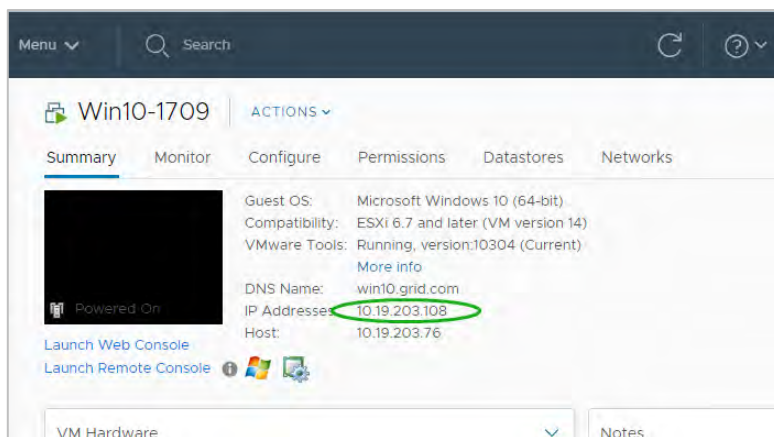 Menu Search
Win10-1709 ACTIONS
Summary Monitor Configure Permissions Datastores Networks
Guest OS: Microsoft Windows 10 (64-bit)
Compatibility: ESXi 6.7 and later (VM version 14)
VMware Tools: Running, version:10304 (Current)
More info
DNS Name: win10.grid.com
Powered On
IP Addresses 10.19.203.108
Host: 10.19.203.76
Launch Web Console
Launch Remote Console
VM Hardware Notes